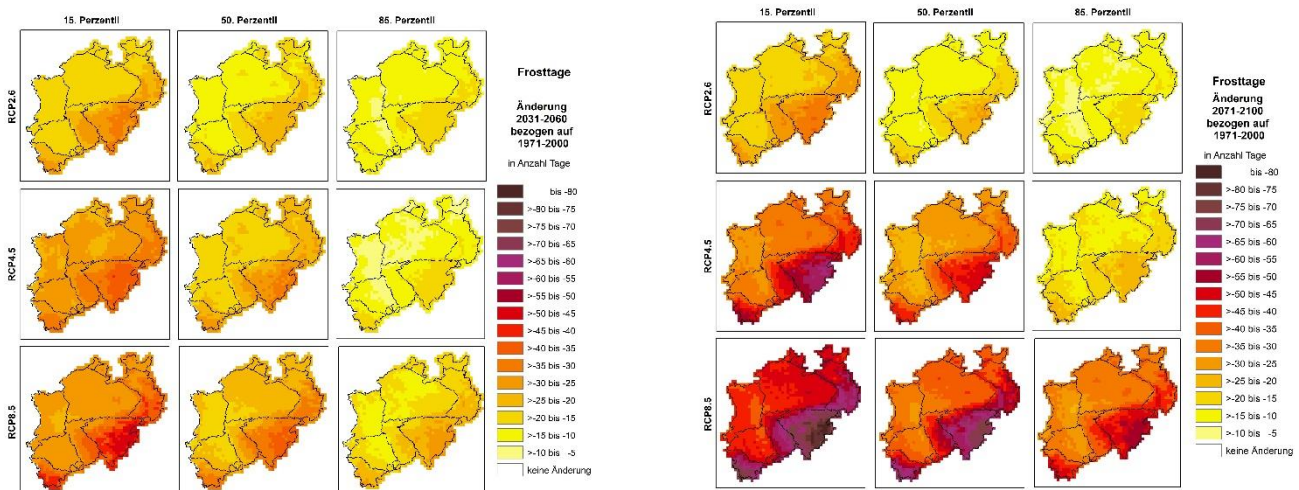 15. Perzentil
50. Perzentil
85. Perzentil
RCP2.6
RCP4.5
RCP8.5
Frosttage
Änderung
2031-2060
bezogen auf
1971-2000
in Anzahl Tage
bis -80
>-80 bis -75
>-75 bis -70
>-70 bis -65
>-65 bis -60
>-60 bis -55
>-55 bis -50
>-50 bis -45
>-45 bis -40
>-40 bis -35
>-35 bis -30
>-30 bis -25
>-25 bis -20
>-20 bis -15
>-15 bis -10
>-10 bis -5
keine Änderung
15. Perzentil
50. Perzentil
85. Perzentil
RCP2.6
RCP4.5
RCP8.5
Frosttage
Änderung
2071-2100
bezogen auf
1971-2000
in Anzahl Tage
bis -80
>-80 bis -75
>-75 bis -70
>-70 bis -65
>-65 bis -60
>-60 bis -55
>-55 bis -50
>-50 bis -45
>-45 bis -40
>-40 bis -35
>-35 bis -30
>-30 bis -25
>-25 bis -20
>-20 bis -15
>-15 bis -10
>-10 bis -5
keine Änderung